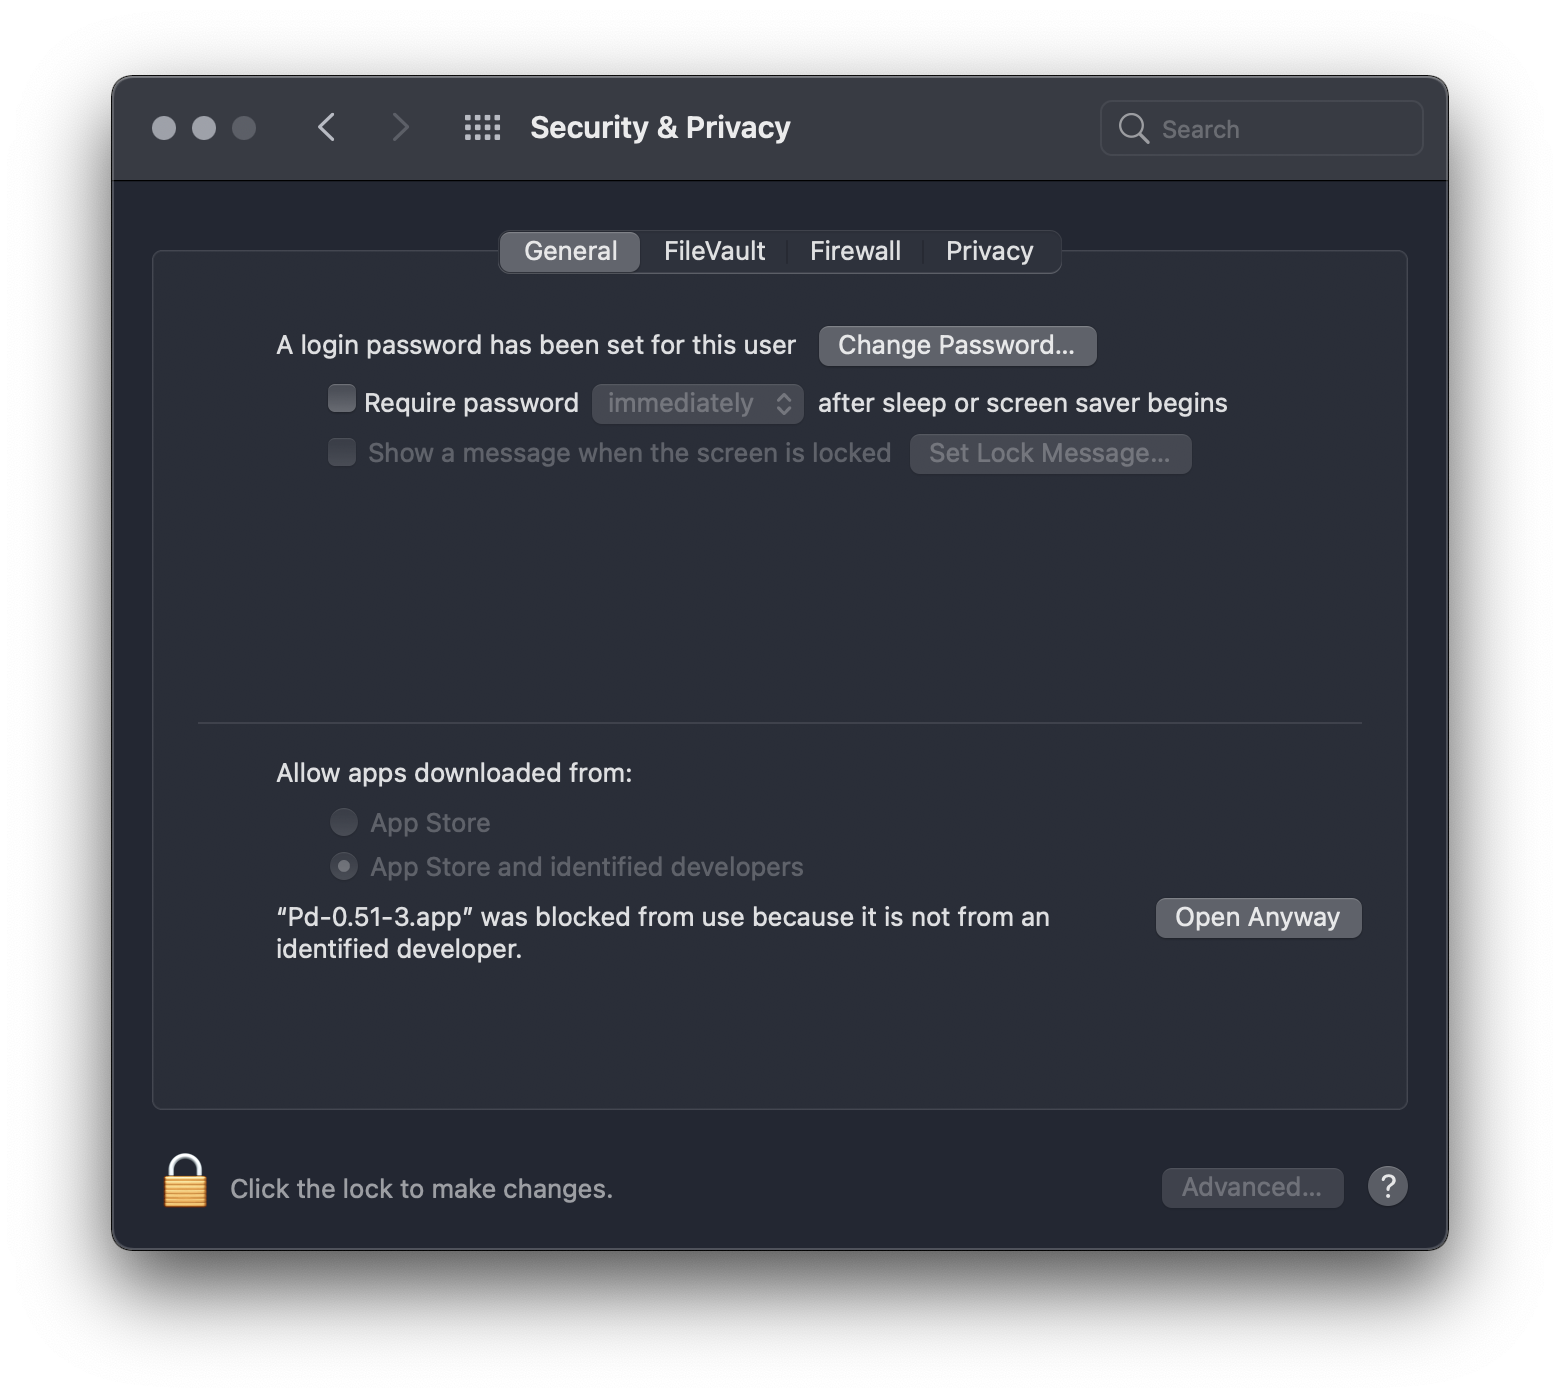 Security & Privacy
Search
General FileVault Firewall Privacy
A login password has been set for this user Change Password...
Require password immediately after sleep or screen saver begins
Show a message when the screen is locked Set Lock Message...
Allow apps downloaded from:
App Store
App Store and identified developers
“Pd-0.51-3.app” was blocked from use because it is not from an
identified developer.
Open Anyway
Click the lock to make changes.
Advanced...
?